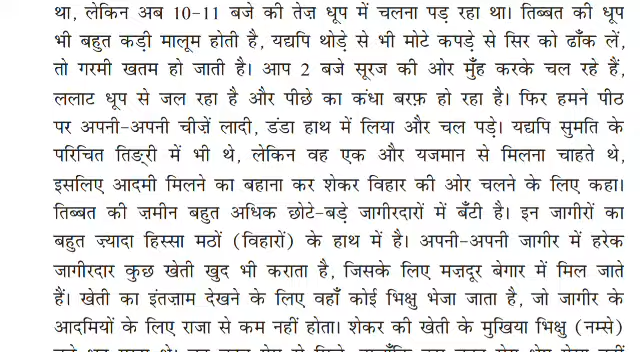 था, लेकिन अब 10-11 बजे की तेज़ धूप में चलना पड़ रहा था। तिब्बत की धूप
भी बहुत कड़ी मालूम होती है, यद्यपि थोड़े से भी मोटे कपड़े से सिर को ढाँक लें,
तो गरमी खतम हो जाती है। आप 2 बजे सूरज की ओर मुँह करके चल रहे हैं,
ललाट धूप से जल रहा है और पीछे का कंधा बरफ़ हो रहा है। फिर हमने पीठ
पर अपनी-अपनी चीज़ें लादी, डंडा हाथ में लिया और चल पड़े। यद्यपि सुमति के
परिचित तिङ्री में भी थे, लेकिन वह एक और यजमान से मिलना चाहते थे,
इसलिए आदमी मिलने का बहाना कर शेकर विहार की ओर चलने के लिए कहा।
तिब्बत की ज़मीन बहुत अधिक छोटे-बड़े जागीरदारों में बँटी है। इन जागीरों का
बहुत ज़्यादा हिस्सा मठों (विहारों) के हाथ में है। अपनी-अपनी जागीर में हरेक
जागीरदार कुछ खेती खुद भी कराता है, जिसके लिए मज़दूर बेगार में मिल जाते
हैं। खेती का इंतज़ाम देखने के लिए वहाँ कोई भिक्षु भेजा जाता है, जो जागीर के
आदमियों के लिए राजा से कम नहीं होता। शेकर की खेती के मुखिया भिक्षु (नम्से)